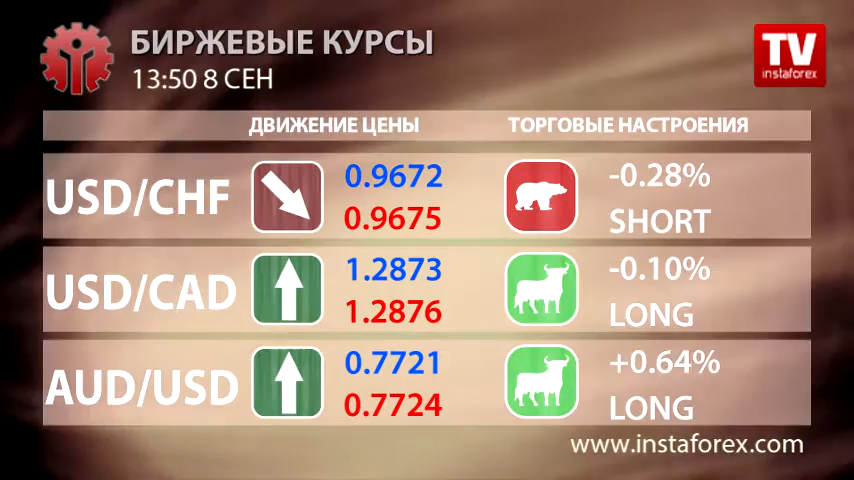 БИРЖЕВЫЕ КУРСЫ
13:50 8 СЕН
TV
instaforex
ДВИЖЕНИЕ ЦЕНЫ ТОРГОВЫЕ НАСТРОЕНИЯ
USD/CHF
0.9672
0.9675
-0.28%
SHORT
USD/CAD
1.2873
1.2876
-0.10%
LONG
AUD/USD
0.7721
0.7724
+0.64%
LONG
www.instaforex.com